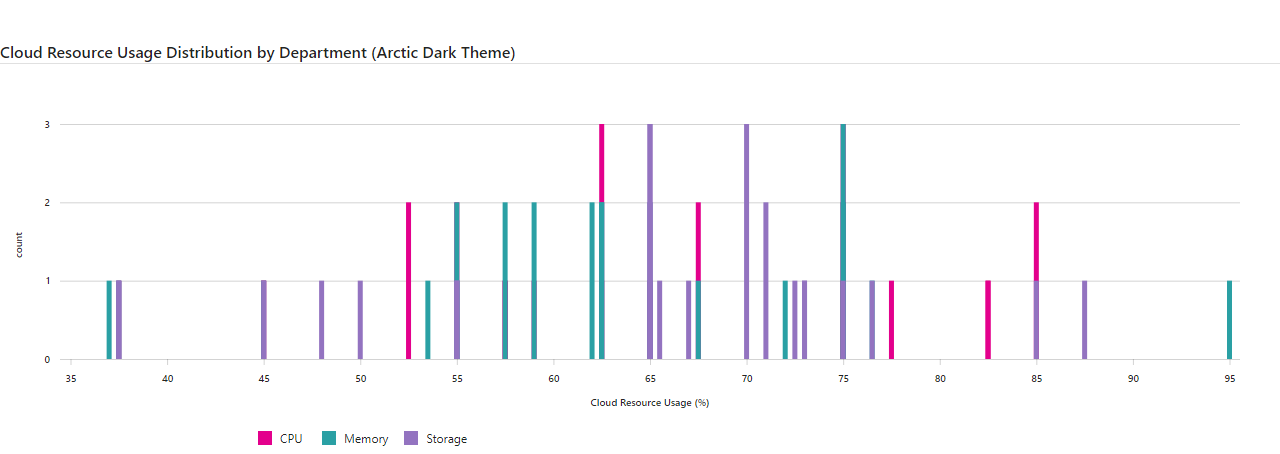 Cloud Resource Usage Distribution by Department (Arctic Dark Theme)
3
2
count
1
0
35 40 45 50 55 60 65 70 75 80 85 90 95
Cloud Resource Usage (%)
CPU Memory Storage